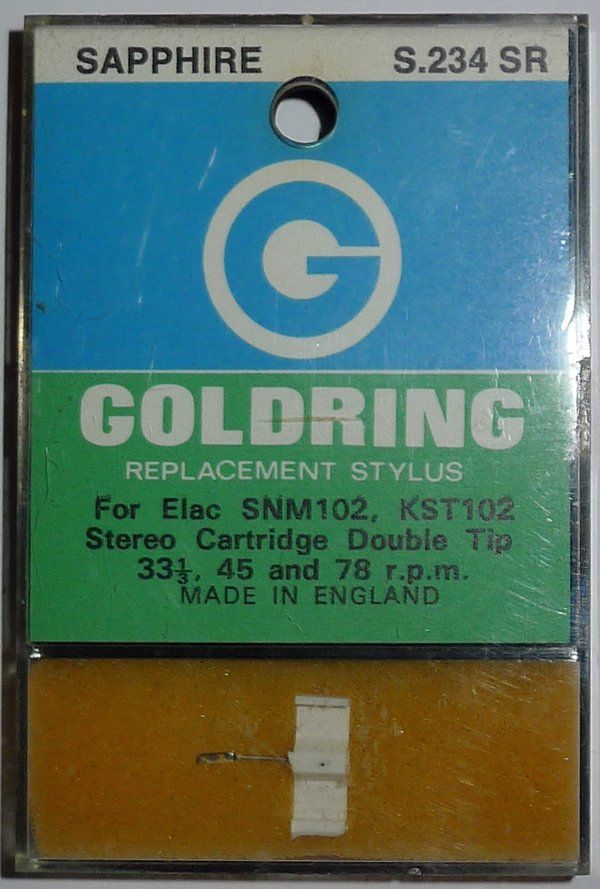 SAPPHIRE S.234 SR
G
GOLDRING
REPLACEMENT STYLUS
For Elac SNM102, KST102
Stereo Cartridge Double Tip
33⅓, 45 and 78 r.p.m.
MADE IN ENGLAND